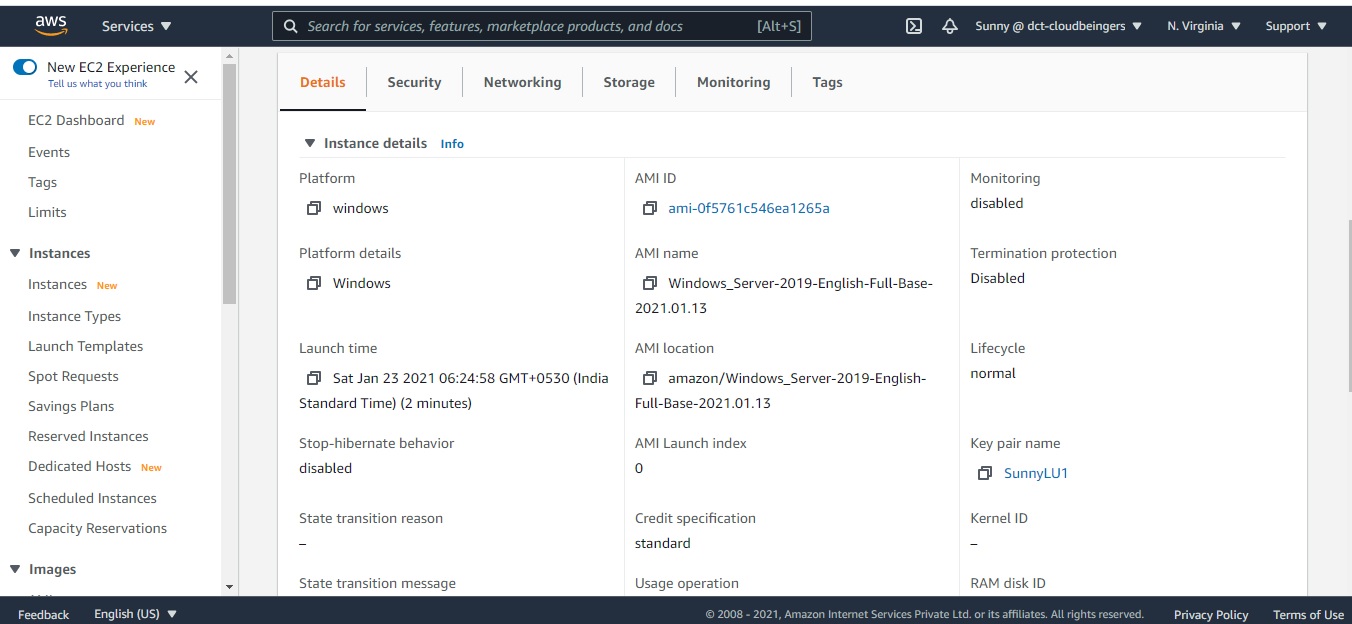 aws
Services
Search for services, features, marketplace products, and docs
[Alt+S]
Sunny @ dct-cloudbeingers
N. Virginia
Support
New EC2 Experience
Tell us what you think
EC2 Dashboard New
Events
Tags
Limits
Instances
Instances New
Instance Types
Launch Templates
Spot Requests
Savings Plans
Reserved Instances
Dedicated Hosts New
Scheduled Instances
Capacity Reservations
Images
Details
Security
Networking
Storage
Monitoring
Tags
Instance details Info
Platform
windows
AMI ID
ami-0f5761c546ea1265a
Monitoring
disabled
Platform details
Windows
AMI name
Windows_Server-2019-English-Full-Base-
2021.01.13
Termination protection
Disabled
Launch time
Sat Jan 23 2021 06:24:58 GMT+0530 (India
Standard Time) (2 minutes)
AMI location
amazon/Windows_Server-2019-English-
Full-Base-2021.01.13
Lifecycle
normal
Stop-hibernate behavior
disabled
AMI Launch index
0
Key pair name
SunnyLU1
State transition reason
–
Credit specification
standard
Kernel ID
–
State transition message
Usage operation
RAM disk ID
Feedback
English (US)
© 2008 - 2021, Amazon Internet Services Private Ltd. or its affiliates. All rights reserved.
Privacy Policy
Terms of Use